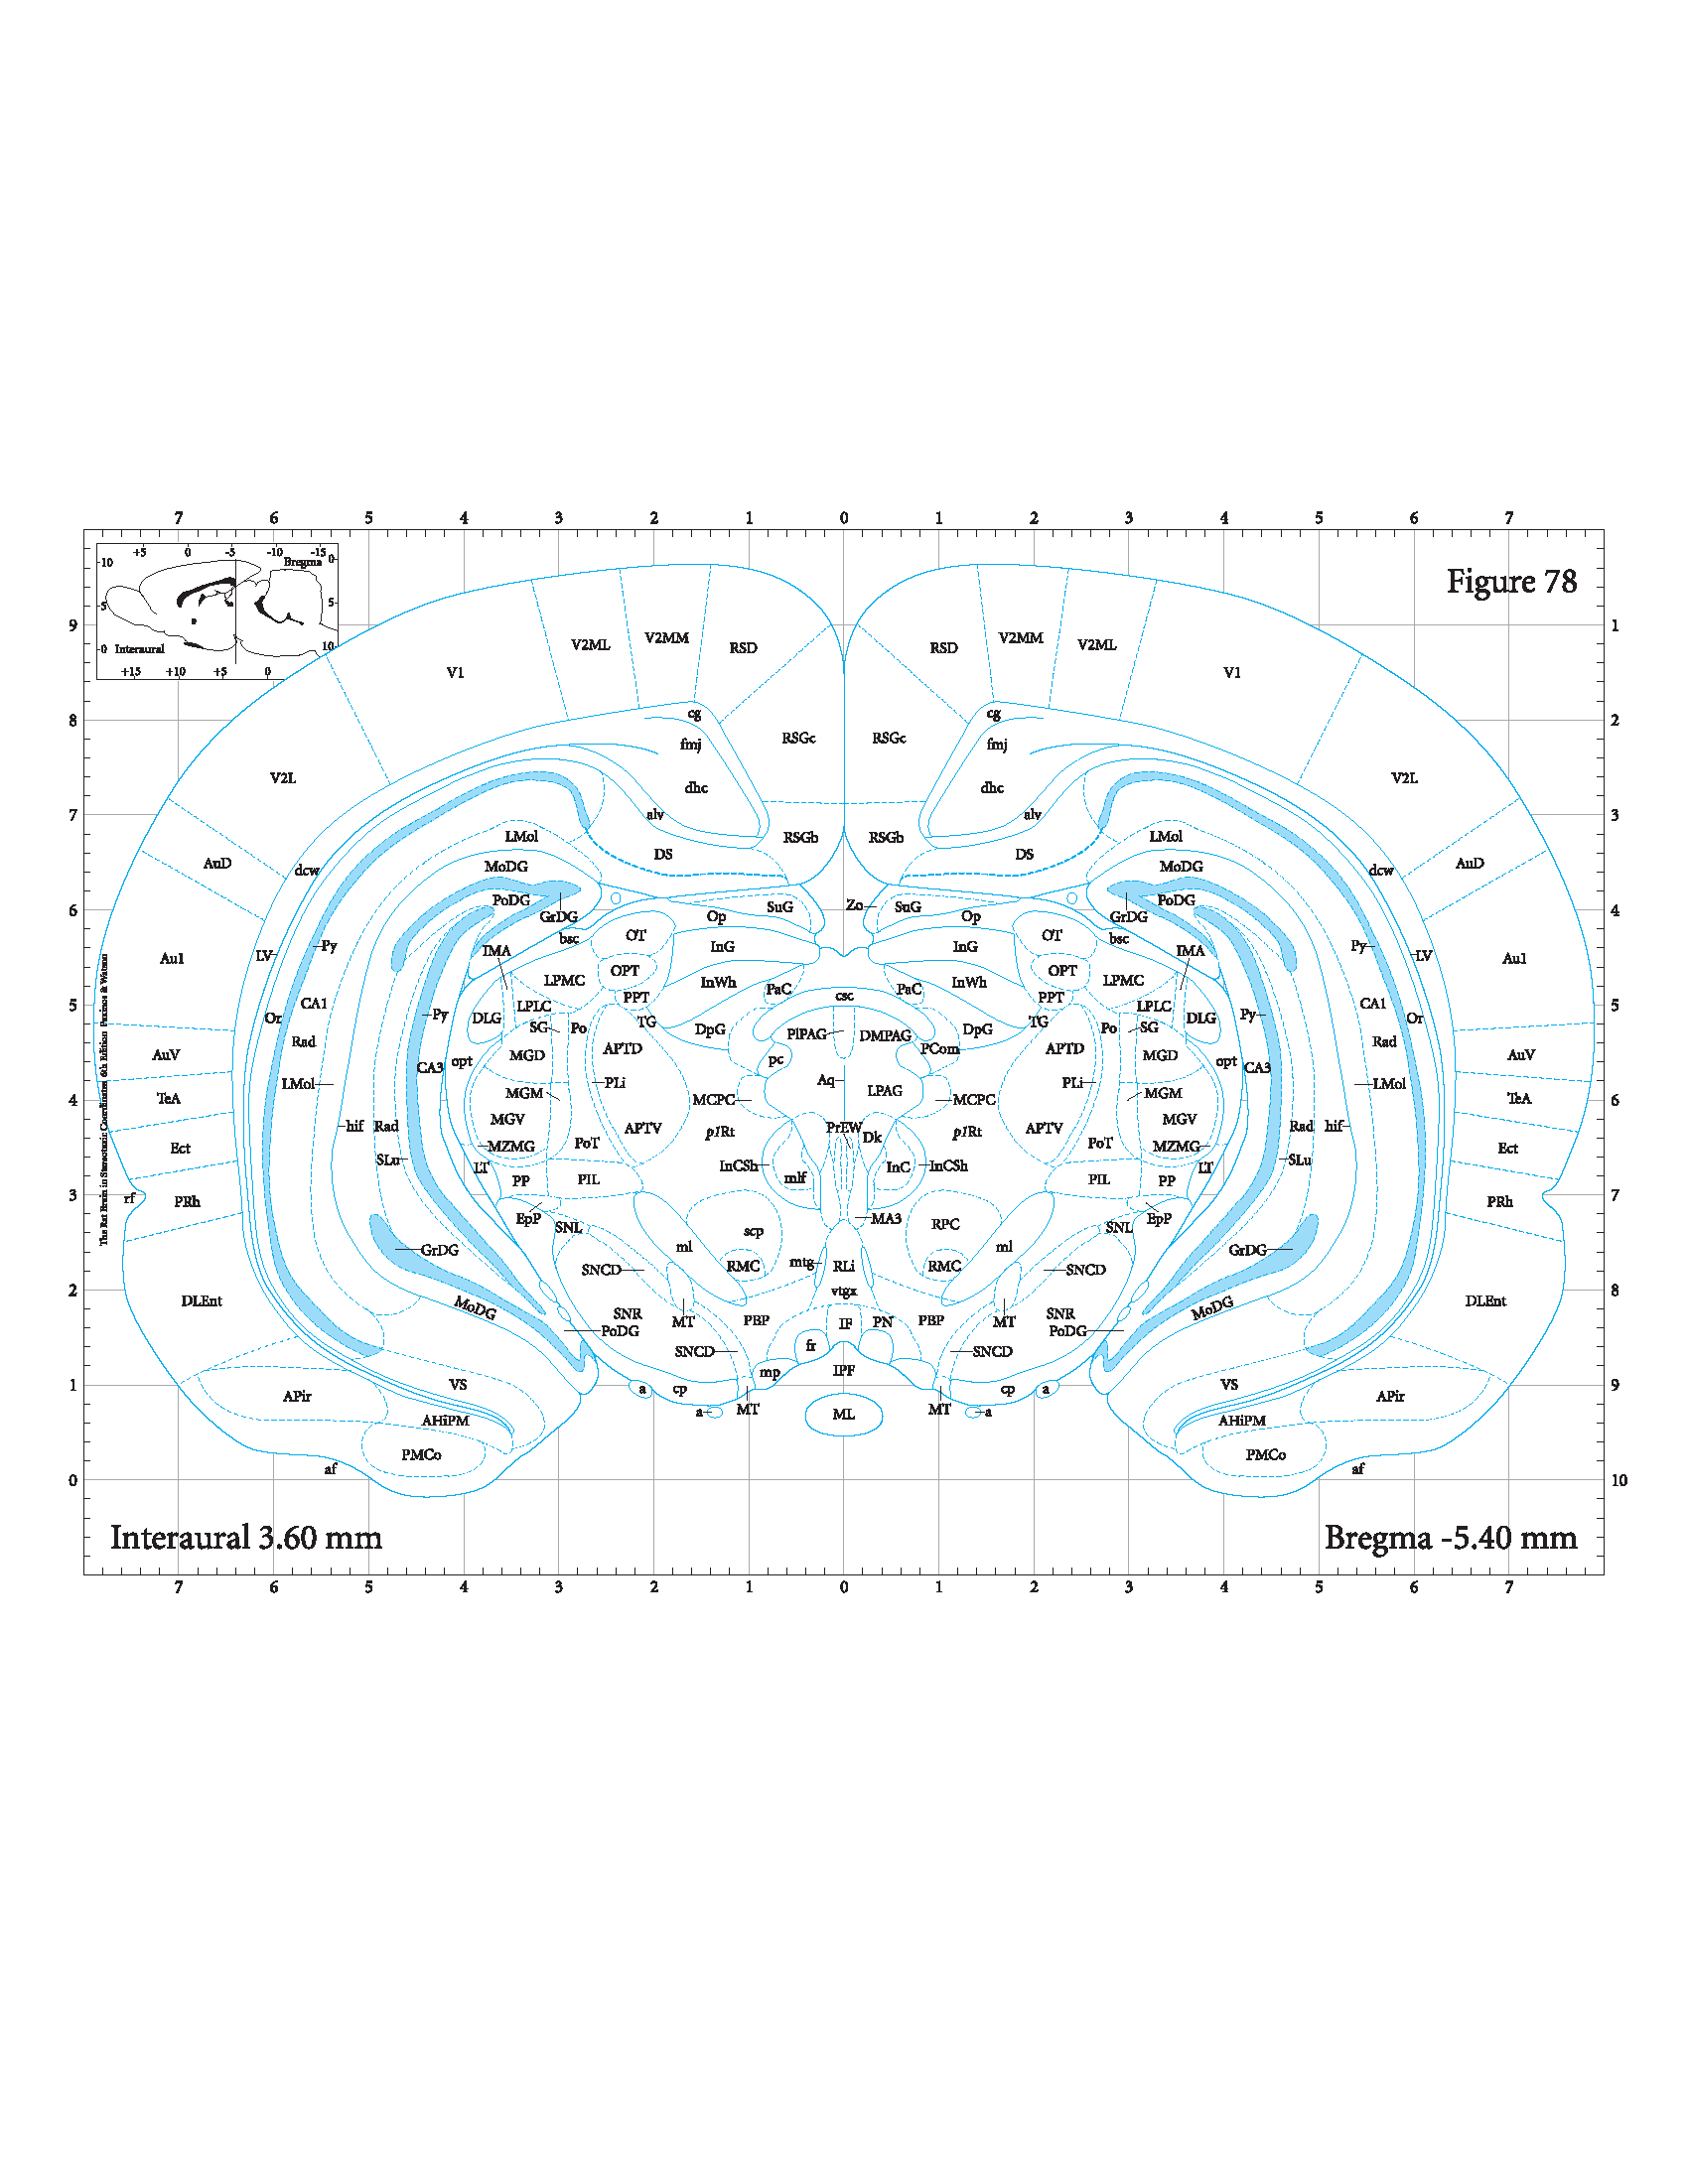 7 6 5 4 3 2 1 0 1 2 3 4 5 6 7
+5 0 -5 -10 -15
10 Bregma 0
5 5
0 Interaural 10
+15 +10 +5 0
Figure 78
9 1
8 2
7 3
6 4
5 5
4 6
3 7
2 8
1 9
0 10
V1 V2ML V2MM RSD RSD V2MM V2ML V1
cg cg
fmj RSGc RSGc fmj
V2L dhc dhc V2L
alv RSGb RSGb alv
LMol LMol
AuD dcw MoDG DS DS MoDG dcw AuD
PoDG GrDG Op SuG Zo SuG Op GrDG PoDG
Au1 LV Py IMA bsc OT InG InG OT bsc IMA Py LV Au1
LPMC OPT InWh PaC csc PaC InWh OPT LPMC
Or CA1 Py DLG LPLC PPT LPLC DLG Py CA1 Or
Rad SG Po TG DpG PlPAG DMPAG DpG TG Po SG Rad
AuV CA3 opt MGD APTD pc PCom APTD MGD opt CA3 AuV
LMol PLi Aq LPAG PLi LMol
TeA MGM MCPC MCPC MGM TeA
MGV APTV p1Rt PrEW Dk p1Rt APTV MGV
hif Rad MZMG PoT PoT MZMG Rad hif
Ect SLu LT InCSh InC InCSh LT SLu Ect
PP PIL mlf PIL PP
rf PRh EpP SNL MA3 SNL EpP PRh
GrDG ml scp RPC ml GrDG
SNCD RMC mtg RLi RMC SNCD
DLEnt MoDG vtgx MoDG DLEnt
SNR MT PBP IF PN PBP MT SNR
PoDG PoDG
SNCD fr SNCD
mp IPF
VS a cp cp a VS
APir a MT ML MT a APir
AHiPM AHiPM
PMCo PMCo
af af
Interaural 3.60 mm
Bregma -5.40 mm
7 6 5 4 3 2 1 0 1 2 3 4 5 6 7
The Rat Brain in Stereotaxic Coordinates 6th Edition Paxinos & Watson